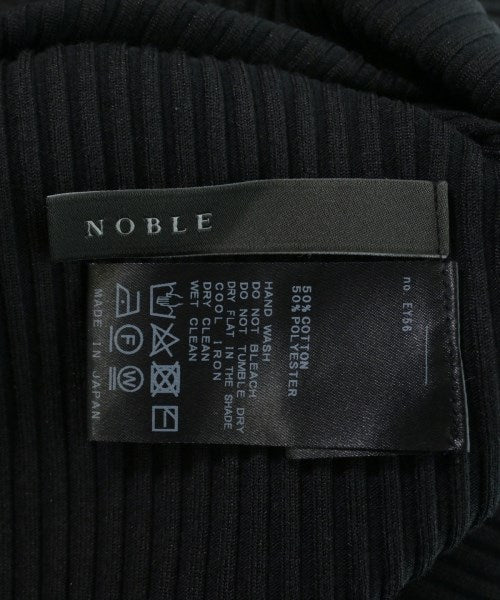 NOBLE
no. EY66
50% COTTON
50% POLYESTER
HAND WASH
DO NOT BLEACH
DO NOT TUMBLE DRY
DRY FLAT IN THE SHADE
COOL IRON
DRY CLEAN
WET CLEAN
F
W
MADE IN JAPAN